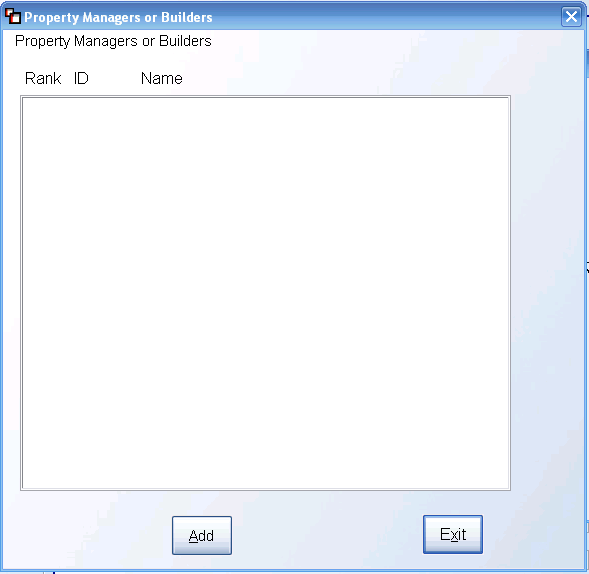 Property Managers or Builders
Property Managers or Builders
Rank ID Name
Add Exit